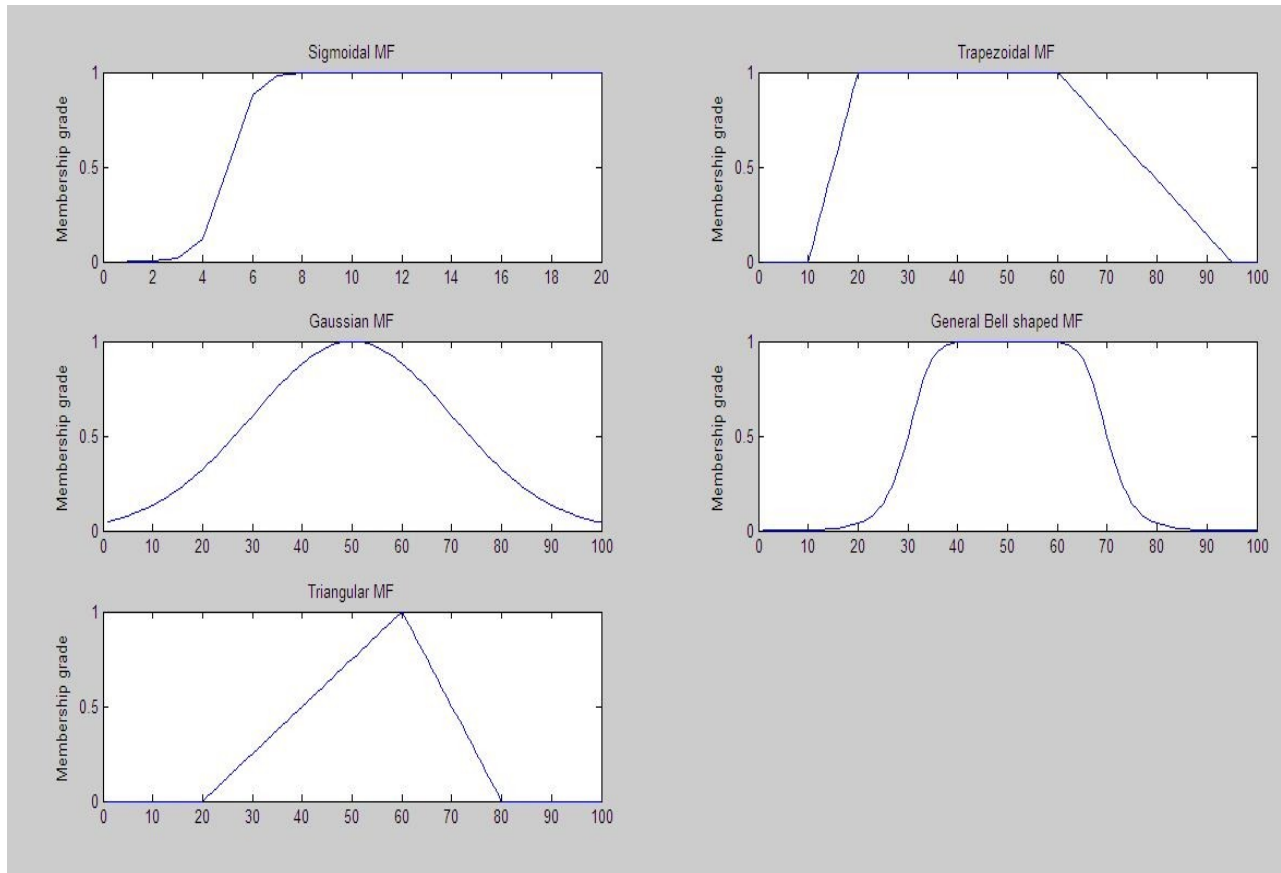 Sigmoidal MF
Membership grade
1
0.5
0
0 2 4 6 8 10 12 14 16 18 20
Trapezoidal MF
Membership grade
1
0.5
0
0 10 20 30 40 50 60 70 80 90 100
Gaussian MF
Membership grade
1
0.5
0
0 10 20 30 40 50 60 70 80 90 100
General Bell shaped MF
Membership grade
1
0.5
0
0 10 20 30 40 50 60 70 80 90 100
Triangular MF
Membership grade
1
0.5
0
0 10 20 30 40 50 60 70 80 90 100